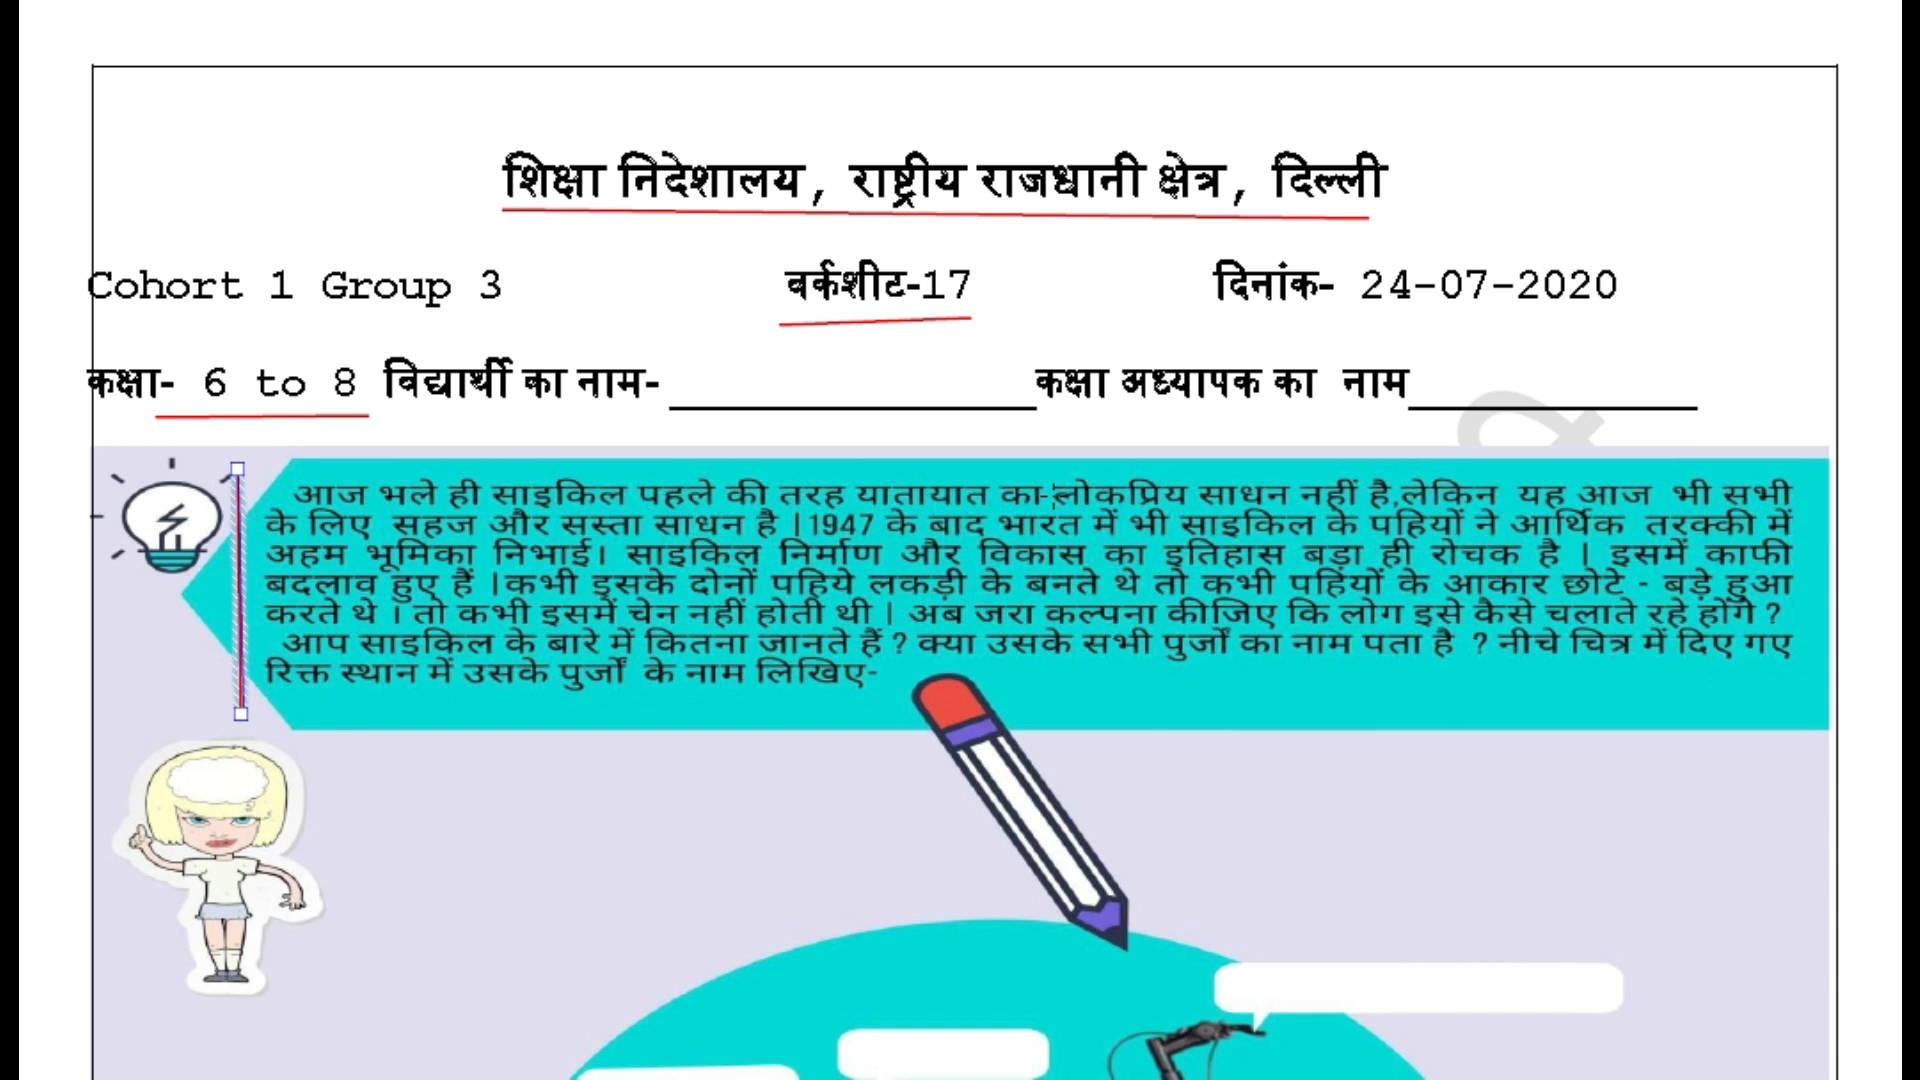 शिक्षा निदेशालय, राष्ट्रीय राजधानी क्षेत्र, दिल्ली
Cohort 1 Group 3 वर्कशीट-17 दिनांक- 24-07-2020
कक्षा- 6 to 8 विद्यार्थी का नाम- ______________कक्षा अध्यापक का नाम___________
आज भले ही साइकिल पहले की तरह यातायात का लोकप्रिय साधन नहीं है,लेकिन यह आज भी सभी
के लिए सहज और सस्ता साधन है |1947 के बाद भारत में भी साइकिल के पहियों ने आर्थिक तरक्की में
अहम भूमिका निभाई। साइकिल निर्माण और विकास का इतिहास बड़ा ही रोचक है | इसमें काफी
बदलाव हुए हैं |कभी इसके दोनों पहिये लकड़ी के बनते थे तो कभी पहियों के आकार छोटे - बड़े हुआ
करते थे । तो कभी इसमें चेन नहीं होती थी | अब जरा कल्पना कीजिए कि लोग इसे कैसे चलाते रहे होंगे ?
आप साइकिल के बारे में कितना जानते हैं ? क्या उसके सभी पुर्जों का नाम पता है ? नीचे चित्र में दिए गए
रिक्त स्थान में उसके पुर्जों के नाम लिखिए-